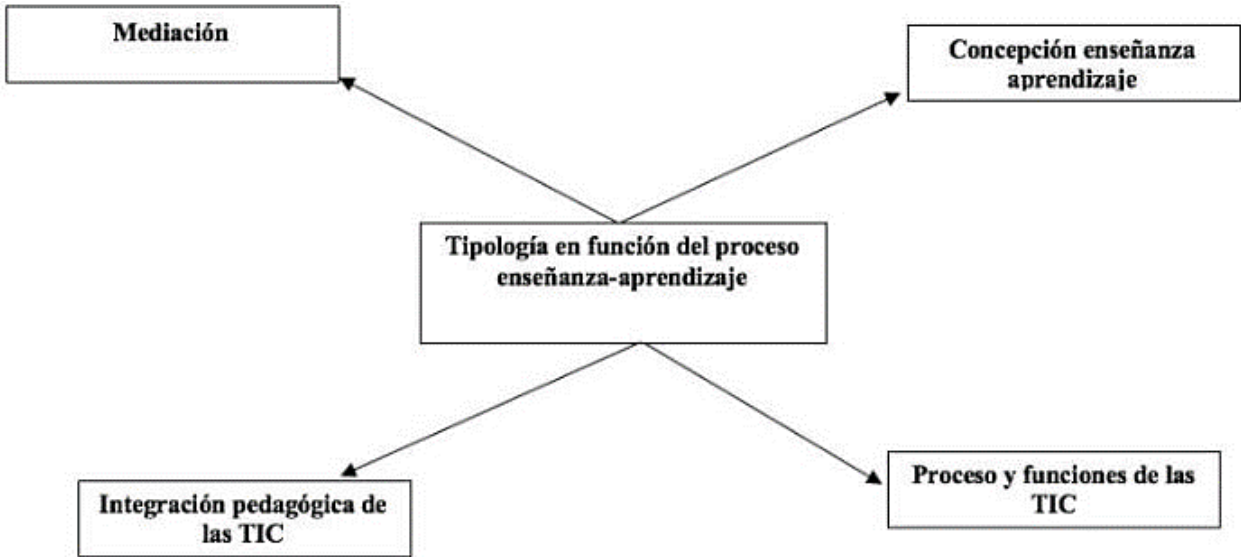 Mediación
Concepción enseñanza
aprendizaje
Tipología en función del proceso
enseñanza-aprendizaje
Integración pedagógica de
las TIC
Proceso y funciones de las
TIC